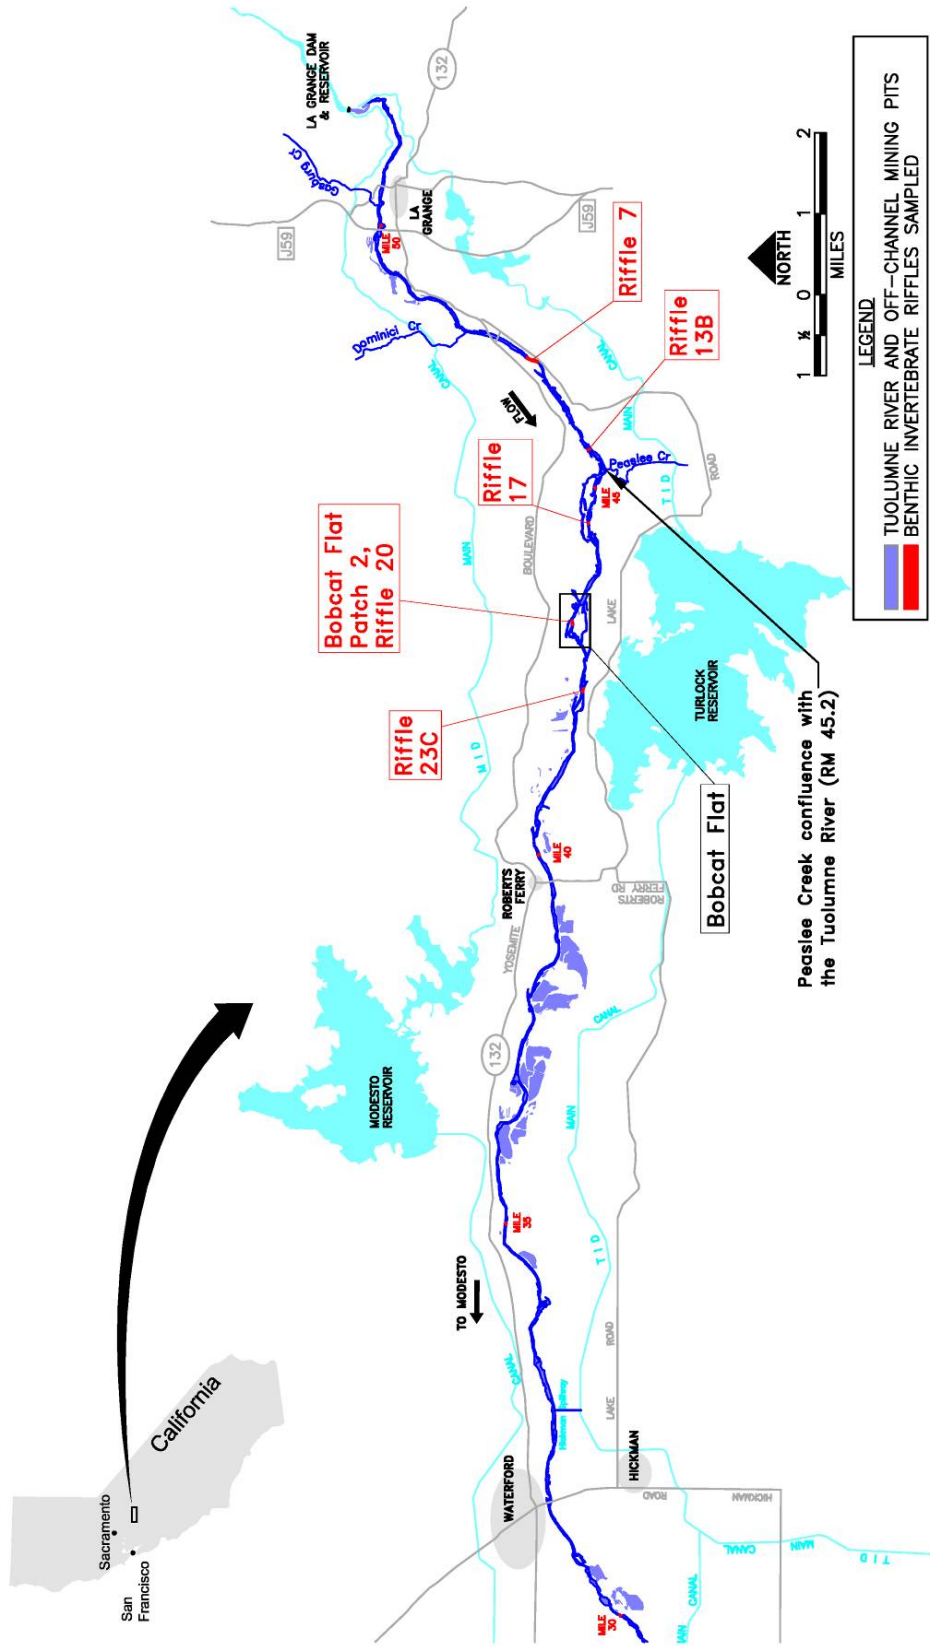 Sacramento
San
Francisco
California
MODESTO
RESERVOIR
TO MODESTO
CANAL
132
YOSEMITE
ROBERTS
FERRY
M I D
MAIN
CANAL
Riffle
23C
Bobcat Flat
Patch 2,
Riffle 20
Riffle
17
BOULEVARD
FLOW
Dominici Cr
Gasburg Cr
LA GRANGE DAM
& RESERVOIR
J59
132
MILE
50
LA
GRANGE
J59
Riffle 7
Riffle
13B
CANAL
MAIN
T I D
Peaslee Cr
ROAD
MILE
45
LAKE
TURLOCK
RESERVOIR
MILE
40
ROBERTS
FERRY RD
CANAL
MAIN
T I D
MILE
35
WATERFORD
Hickman Spillway
LAKE
ROAD
HICKMAN
HICKMAN
ROAD
MILE
30
MAIN
CANAL
T I D
CANAL
Bobcat Flat
Peaslee Creek confluence with
the Tuolumne River (RM 45.2)
NORTH
1 ½ 0 1 2
MILES
LEGEND
TUOLUMNE RIVER AND OFF-CHANNEL MINING PITS
BENTHIC INVERTEBRATE RIFFLES SAMPLED